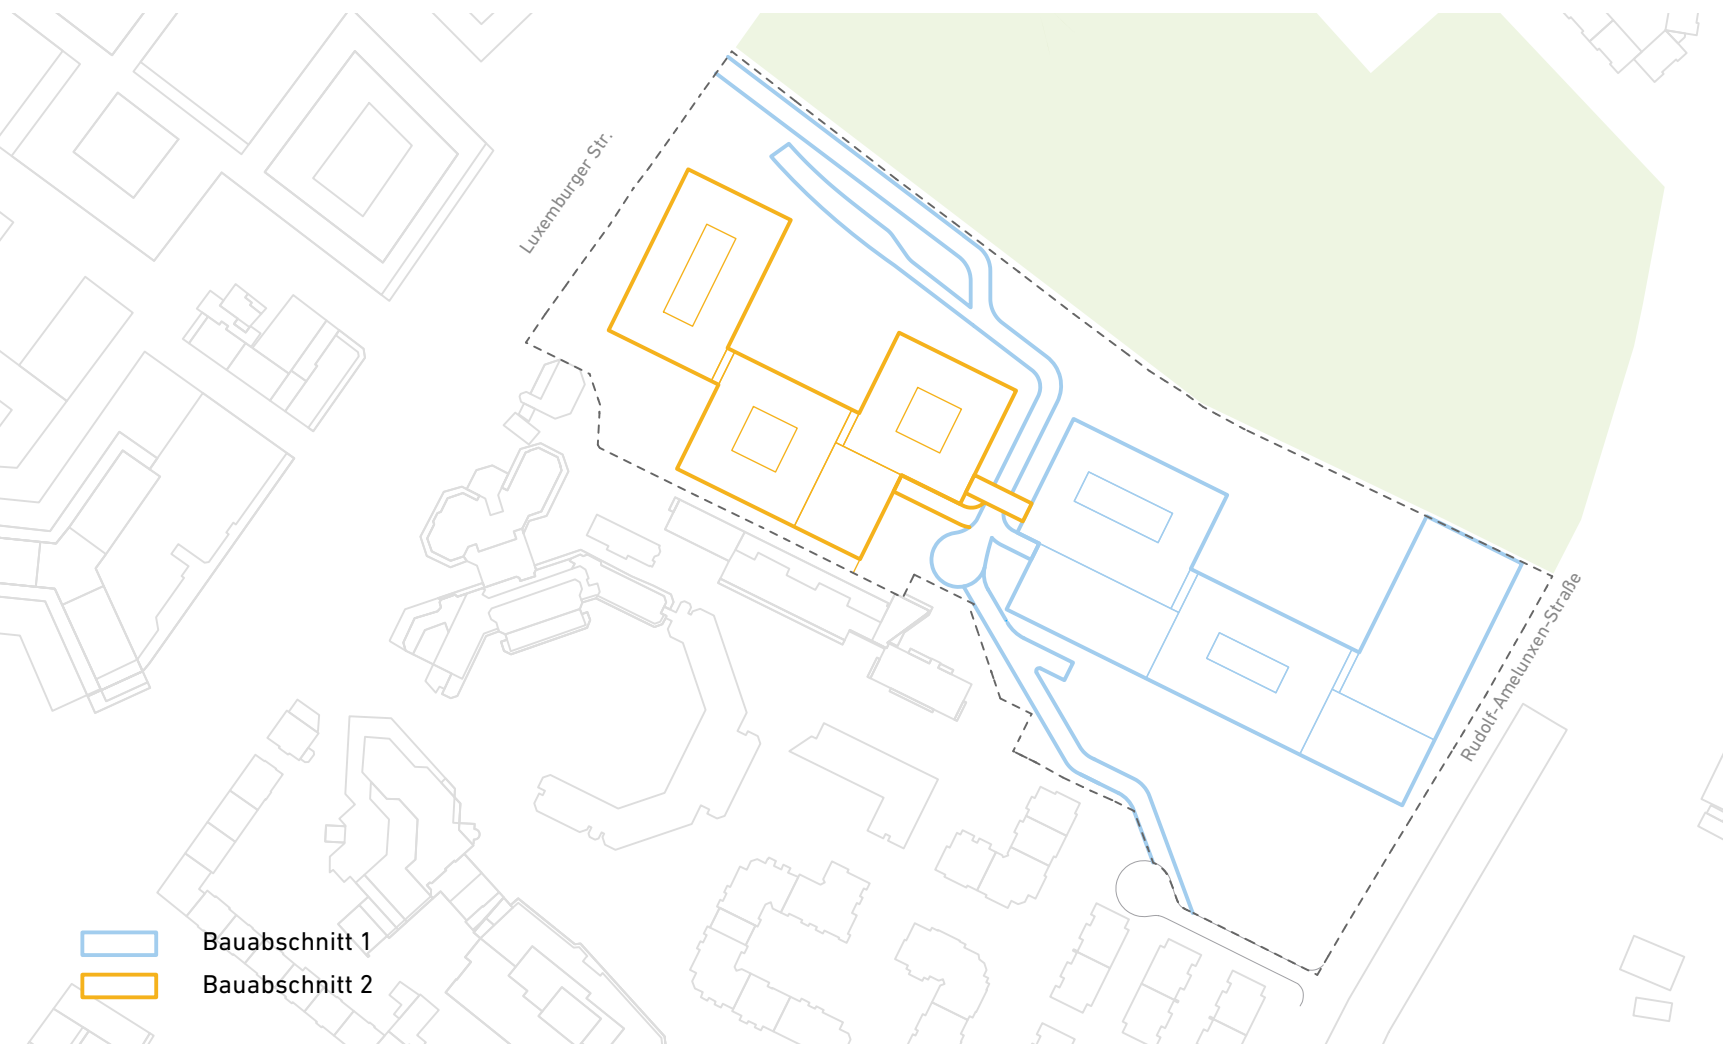 Luxemburger Str.
Rudolf-Amelunxen-Straße
Bauabschnitt 1
Bauabschnitt 2